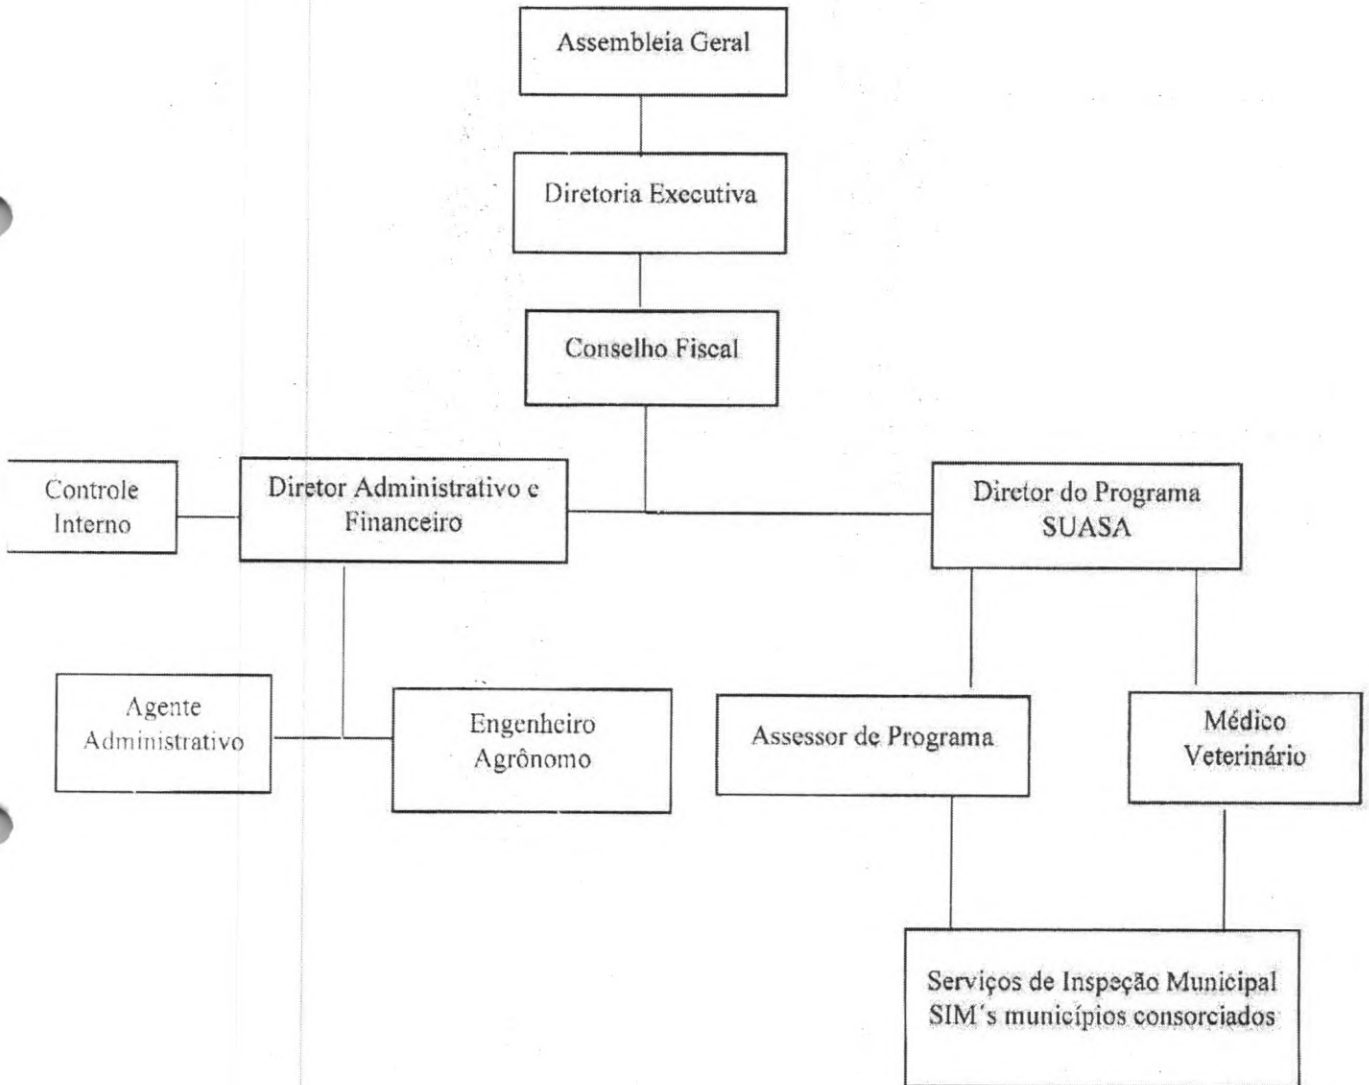 Assembleia Geral
Diretoria Executiva
Conselho Fiscal
Controle
Interno
Diretor Administrativo e
Financeiro
Diretor do Programa
SUASA
Agente
Administrativo
Engenheiro
Agrônomo
Assessor de Programa
Médico
Veterinário
Serviços de Inspeção Municipal
SIM´s municípios consorciados